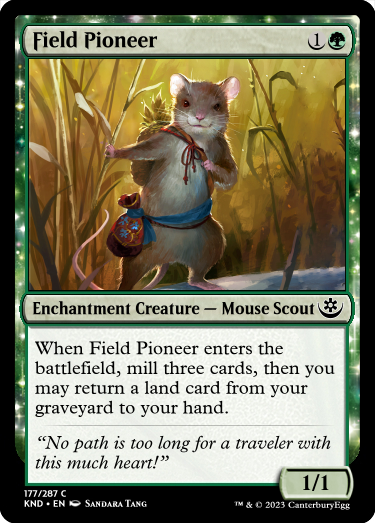 Field Pioneer 1
Enchantment Creature — Mouse Scout
When Field Pioneer enters the
battlefield, mill three cards, then you
may return a land card from your
graveyard to your hand.
“No path is too long for a traveler with
this much heart!”
1/1
177/287 C
KND • EN SANDARA TANG
™ & © 2023 CanterburyEgg